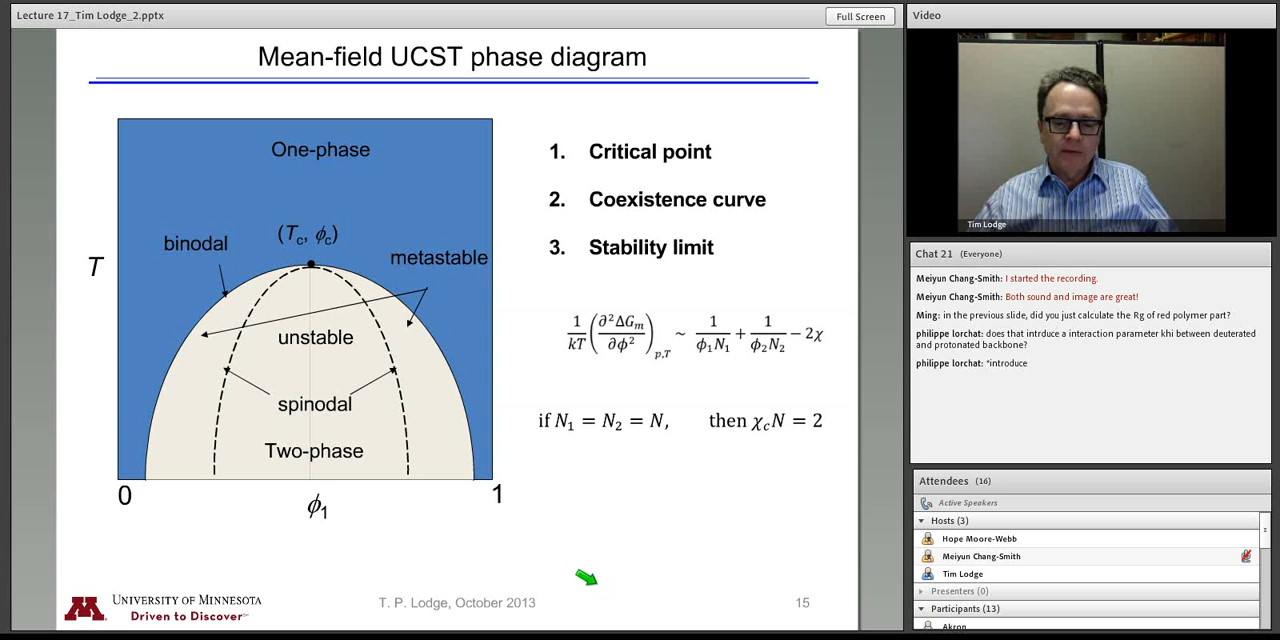 Lecture 17_Tim Lodge_2.pptx
Full Screen
Mean-field UCST phase diagram
One-phase
(Tc, ϕc)
binodal
metastable
T
unstable
spinodal
Two-phase
0
1
ϕ1
1. Critical point
2. Coexistence curve
3. Stability limit
1/kT (∂²ΔGm/∂ϕ²)p,T ~ 1/ϕ1N1 + 1/ϕ2N2 − 2χ
if N1 = N2 = N, then χcN = 2
UNIVERSITY OF MINNESOTA
Driven to Discover℠
T. P. Lodge, October 2013
15
Video
Tim Lodge
Chat 21 (Everyone)
Meiyun Chang-Smith: I started the recording.
Meiyun Chang-Smith: Both sound and image are great!
Ming: in the previous slide, did you just calculate the Rg of red polymer part?
philippe lorchat: does that intrduce a interaction parameter khi between deuterated
and protonated backbone?
philippe lorchat: *introduce
Attendees (16)
Active Speakers
Hosts (3)
Hope Moore-Webb
Meiyun Chang-Smith
Tim Lodge
Presenters (0)
Participants (13)
Akron